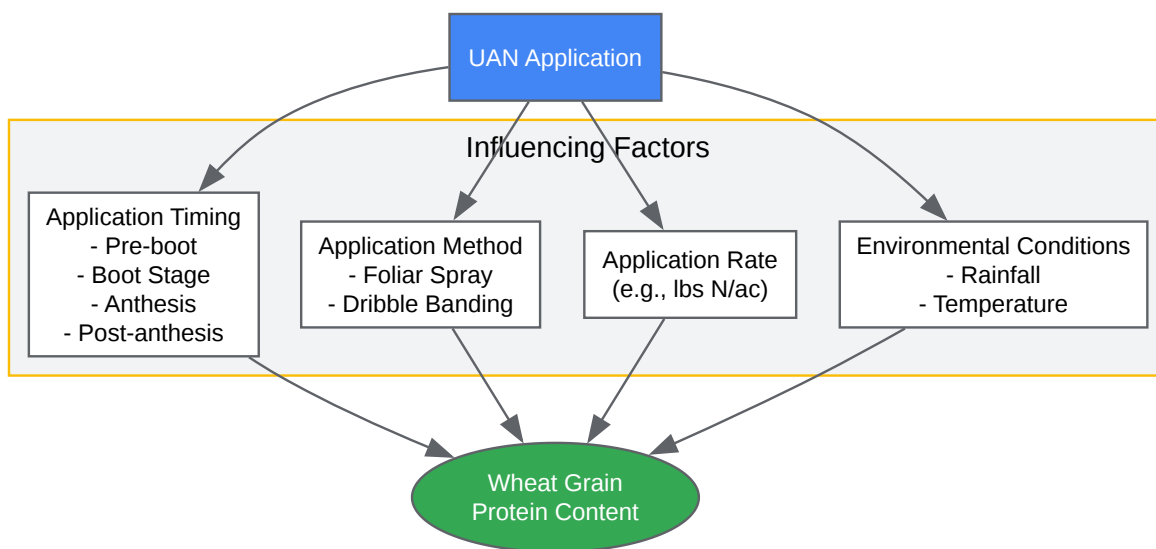 UAN Application
Influencing Factors
Application Timing
- Pre-boot
- Boot Stage
- Anthesis
- Post-anthesis
Application Method
- Foliar Spray
- Dribble Banding
Application Rate
(e.g., lbs N/ac)
Environmental Conditions
- Rainfall
- Temperature
Wheat Grain
Protein Content